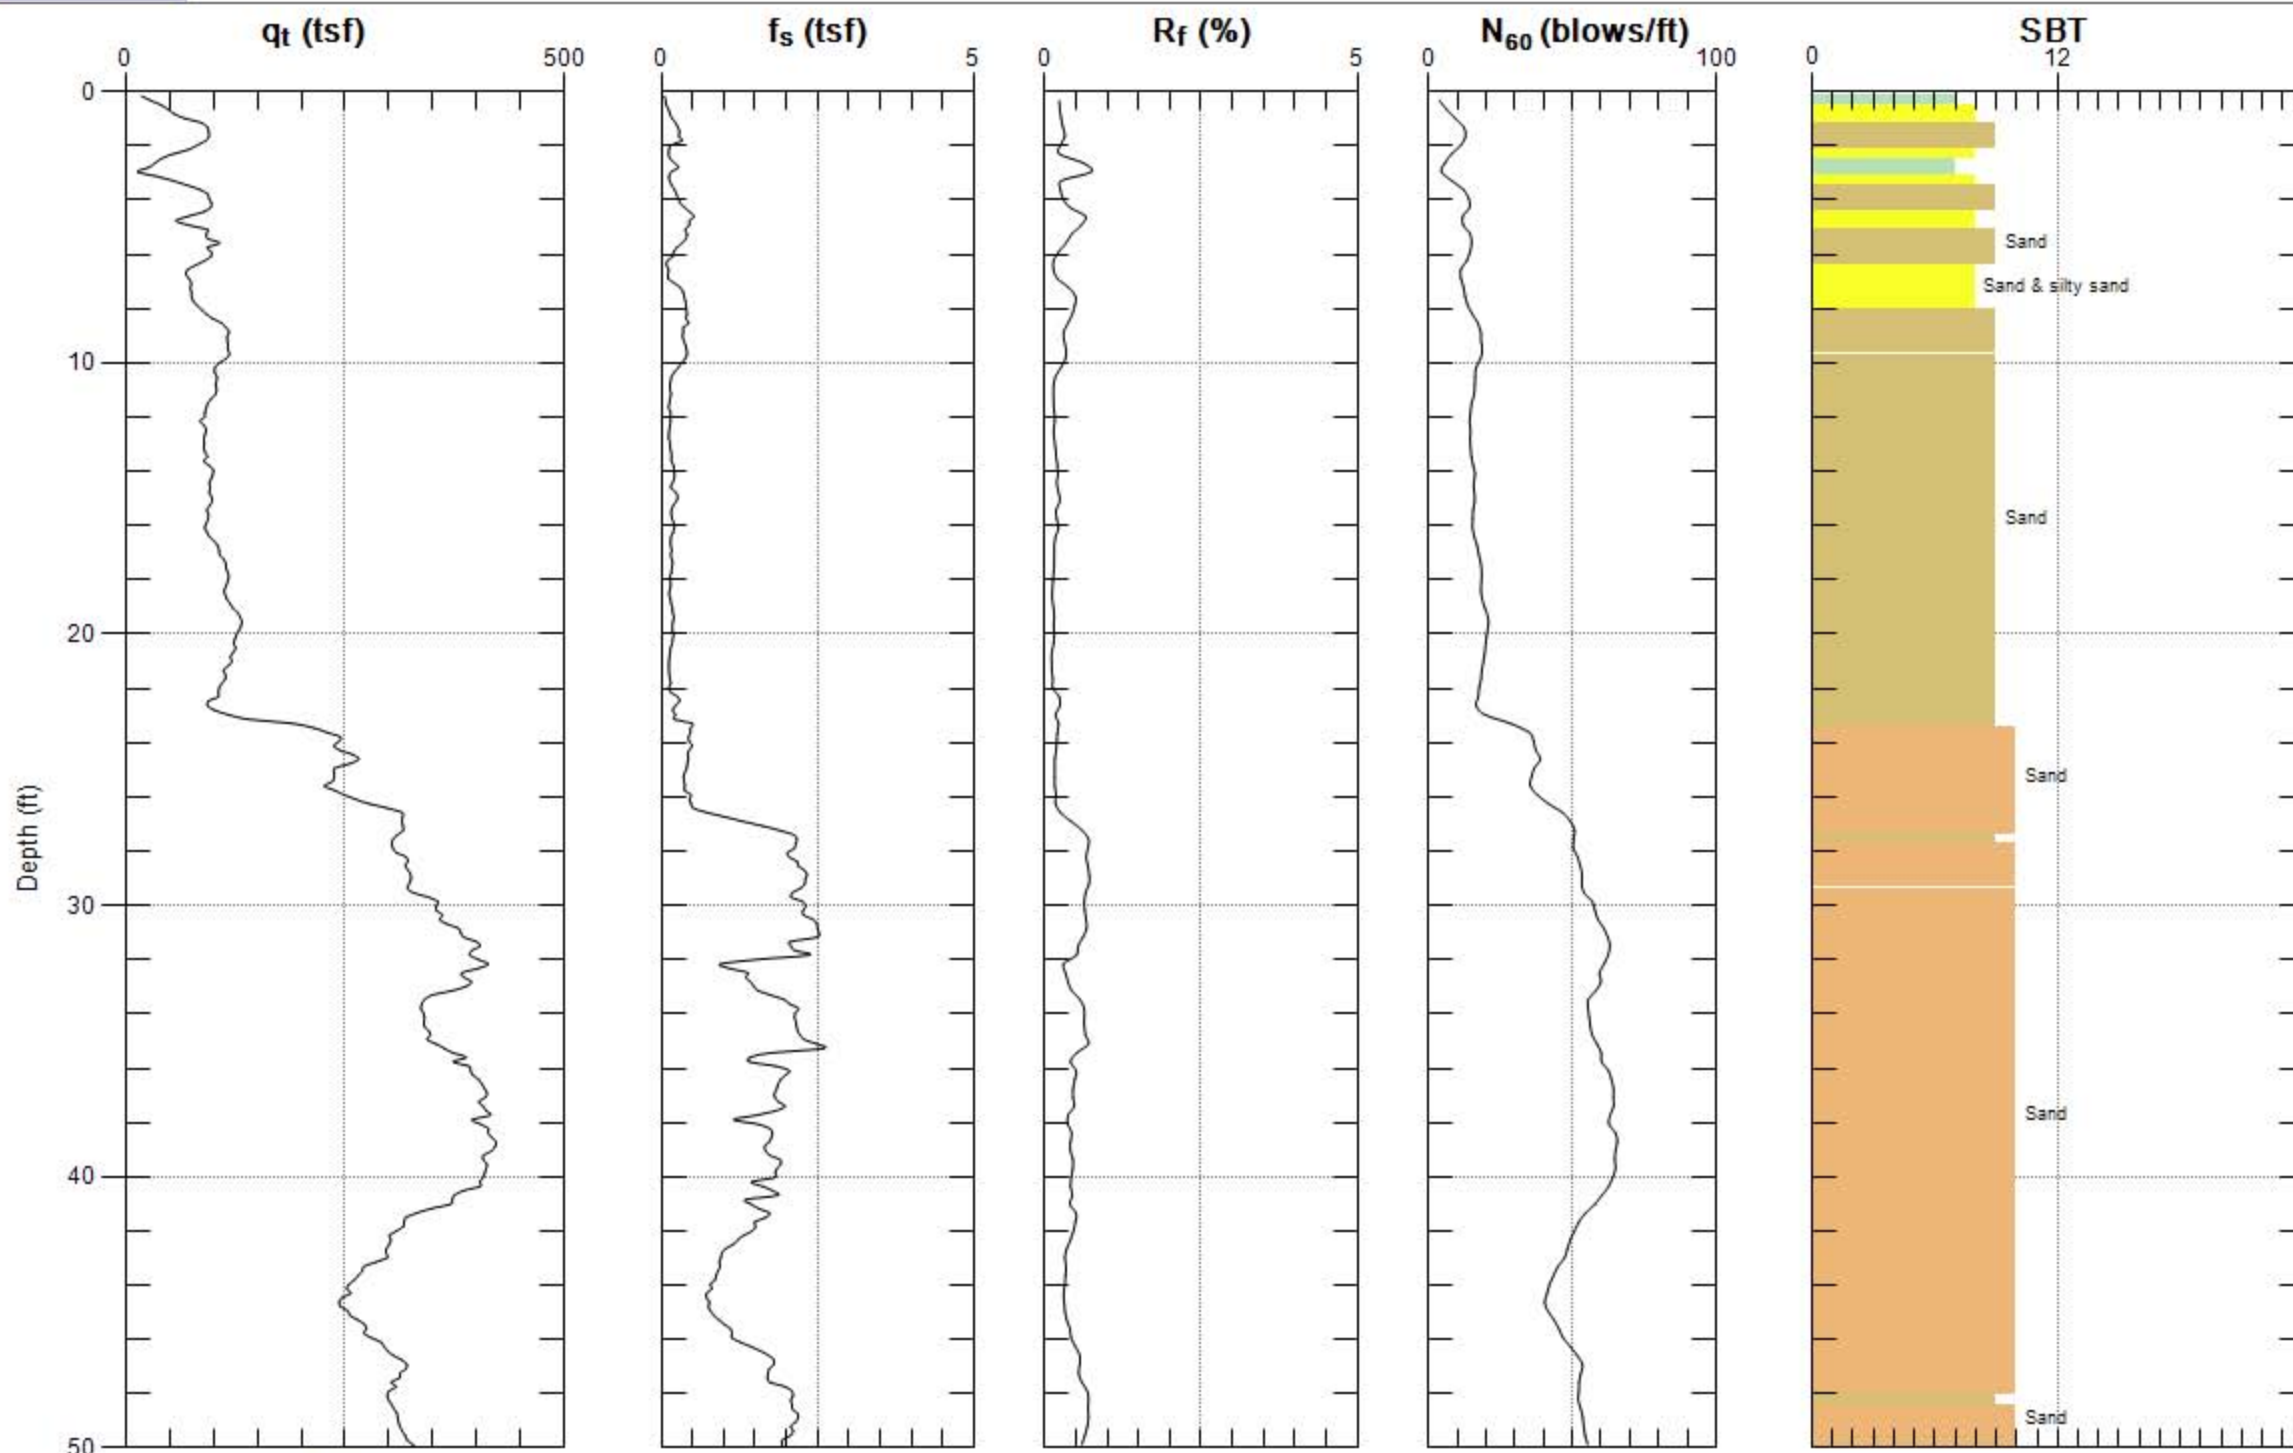 qt (tsf)
fs (tsf)
Rf (%)
N60 (blows/ft)
SBT
0
500
0
5
0
5
0
100
0
12
0
Sand
Sand & silty sand
10
Sand
20
Sand
Depth (ft)
30
Sand
40
Sand
50